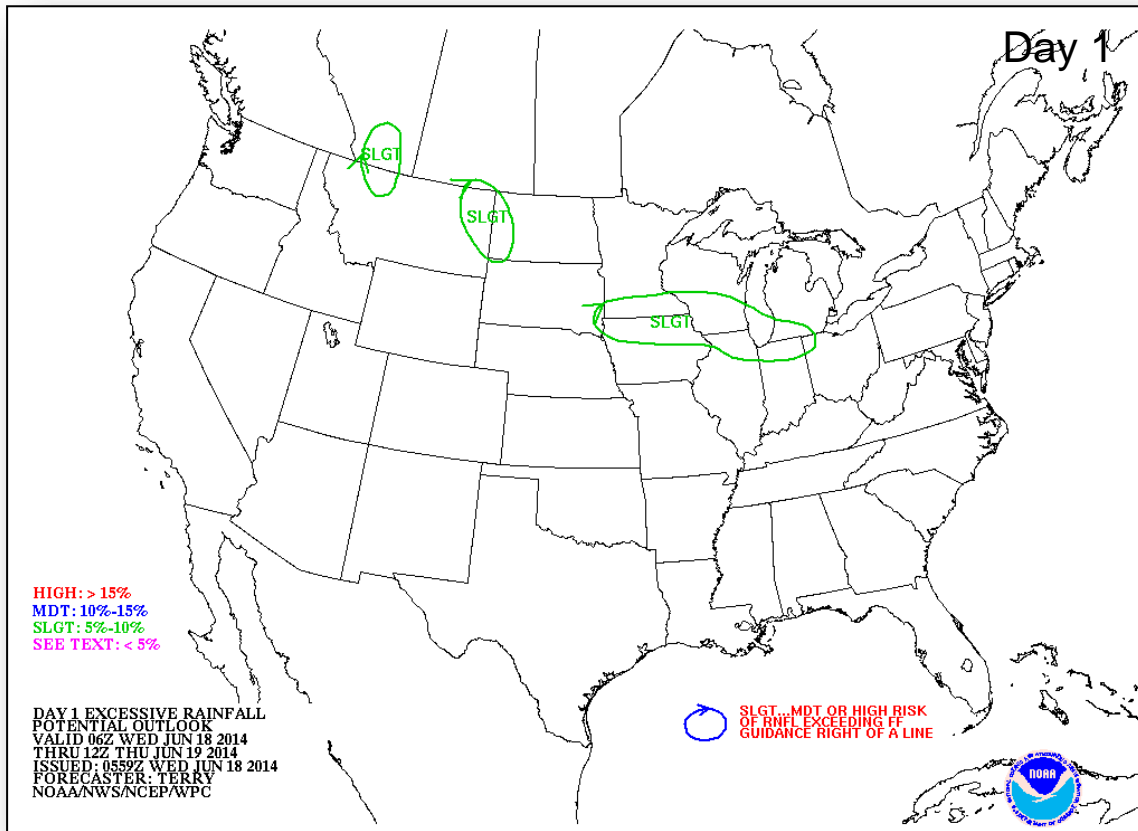 Day 1
SLGT
SLGT
SLGT
HIGH: > 15%
MDT: 10%-15%
SLGT: 5%-10%
SEE TEXT: < 5%
DAY 1 EXCESSIVE RAINFALL
POTENTIAL OUTLOOK
VALID 06Z WED JUN 18 2014
THRU 12Z THU JUN 19 2014
ISSUED: 0559Z WED JUN 18 2014
FORECASTER: TERRY
NOAA/NWS/NCEP/WPC
SLGT...MDT OR HIGH RISK
OF RNFL EXCEEDING FF
GUIDANCE RIGHT OF A LINE
NOAA